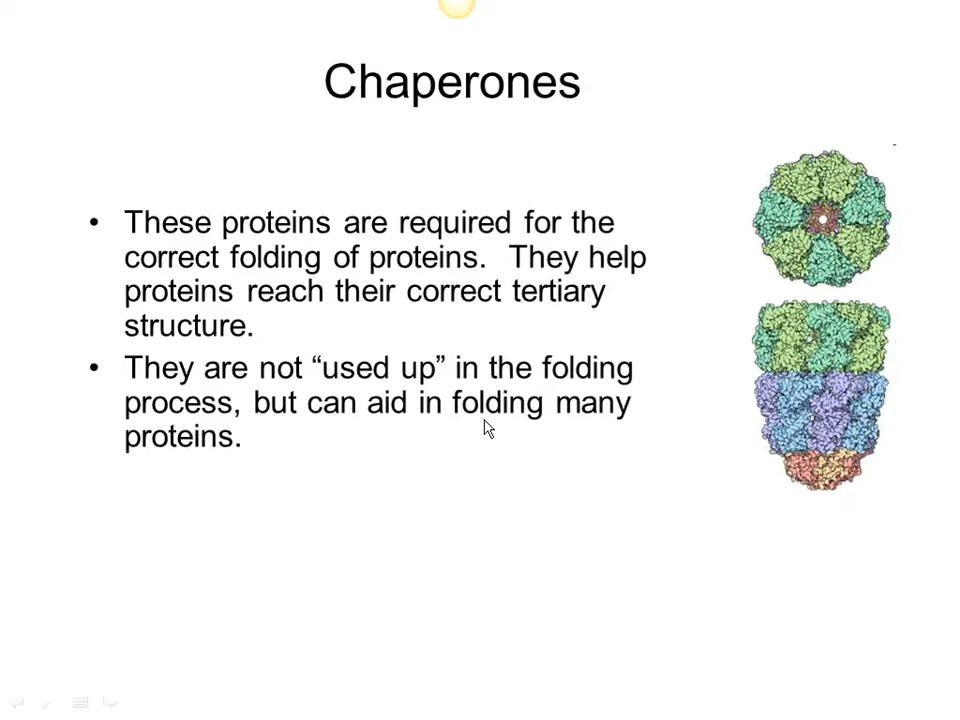 Chaperones
• These proteins are required for the
correct folding of proteins.  They help
proteins reach their correct tertiary
structure.
• They are not “used up” in the folding
process, but can aid in folding many
proteins.